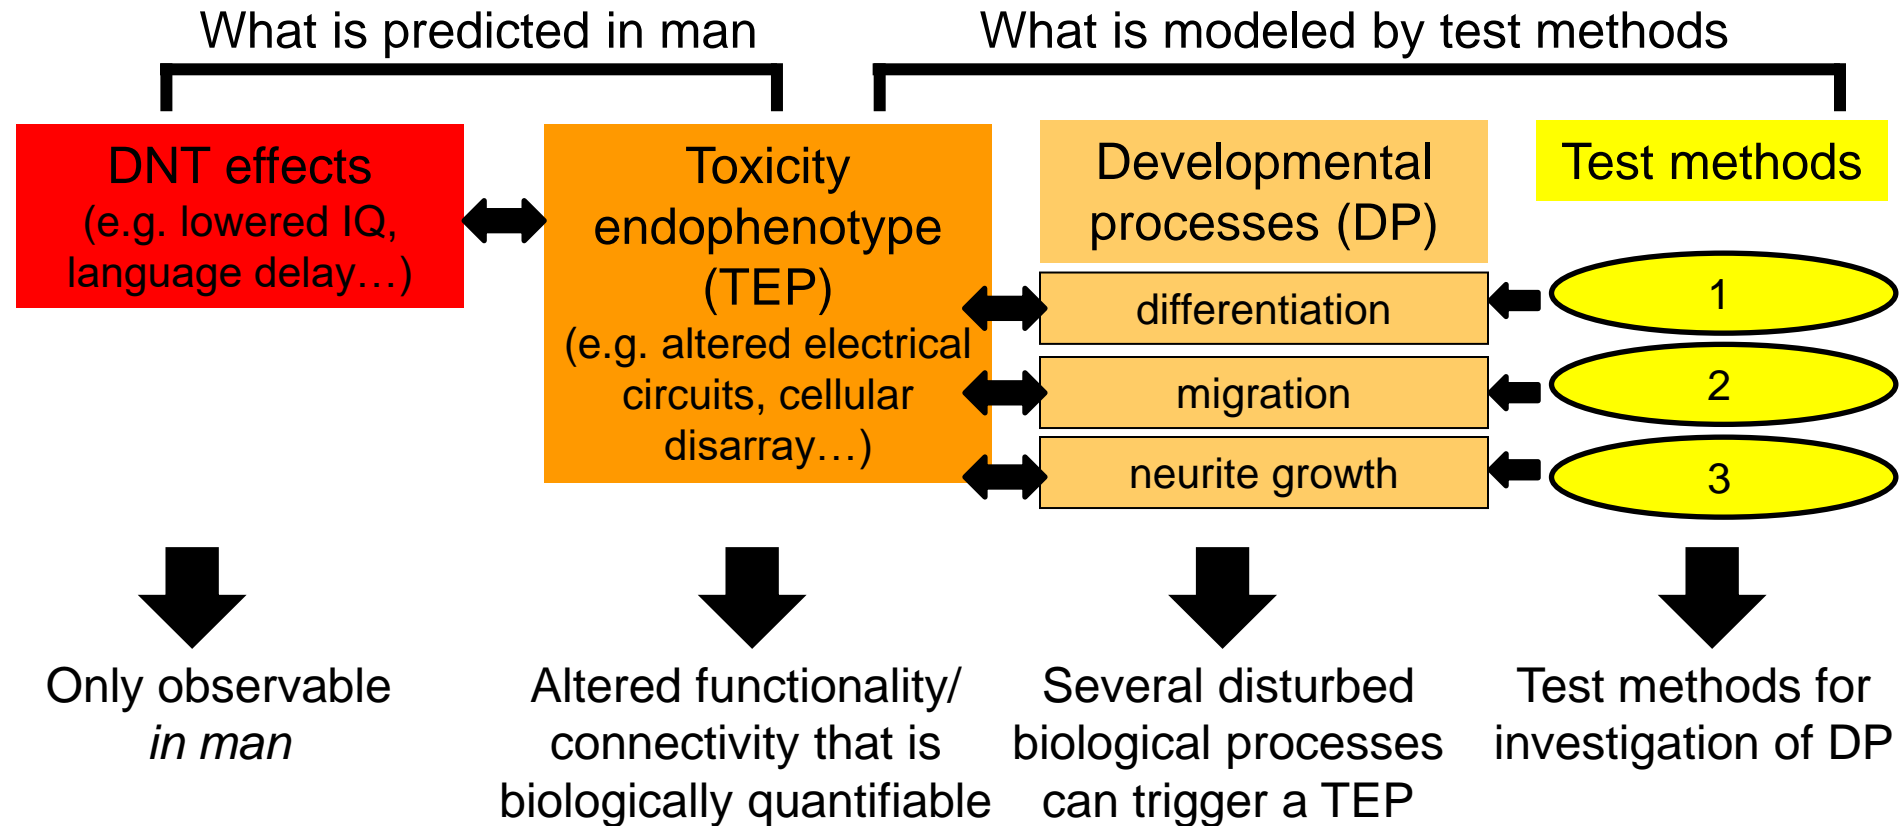 What is predicted in man
What is modeled by test methods
DNT effects
(e.g. lowered IQ,
language delay…)
Toxicity
endophenotype
(TEP)
(e.g. altered electrical
circuits, cellular
disarray…)
Developmental
processes (DP)
differentiation
migration
neurite growth
Test methods
1
2
3
Only observable
in man
Altered functionality/
connectivity that is
biologically quantifiable
Several disturbed
biological processes
can trigger a TEP
Test methods for
investigation of DP